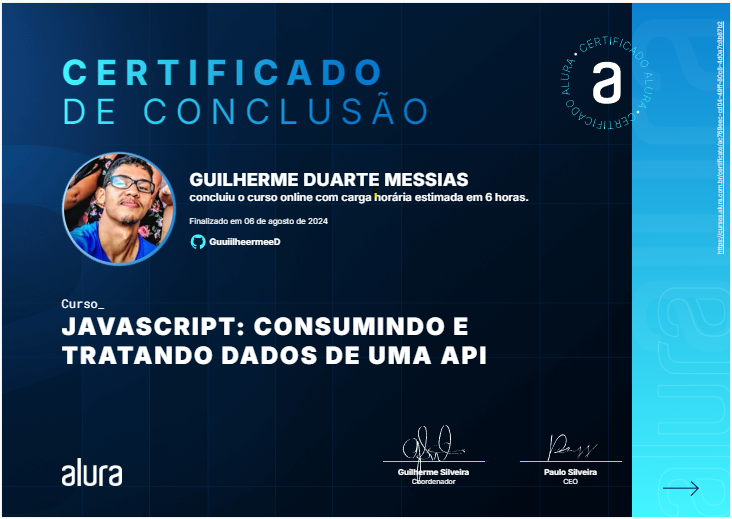 CERTIFICADO
DE CONCLUSÃO
CERTIFICADO ALURA • CERTIFICADO ALURA •
a
GUILHERME DUARTE MESSIAS
concluiu o curso online com carga horária estimada em 6 horas.
Finalizado em 06 de agosto de 2024
GuuiilheermeeD
Curso_
JAVASCRIPT: CONSUMINDO E
TRATANDO DADOS DE UMA API
alura
Guilherme Silveira
Coordenador
Paulo Silveira
CEO
alura